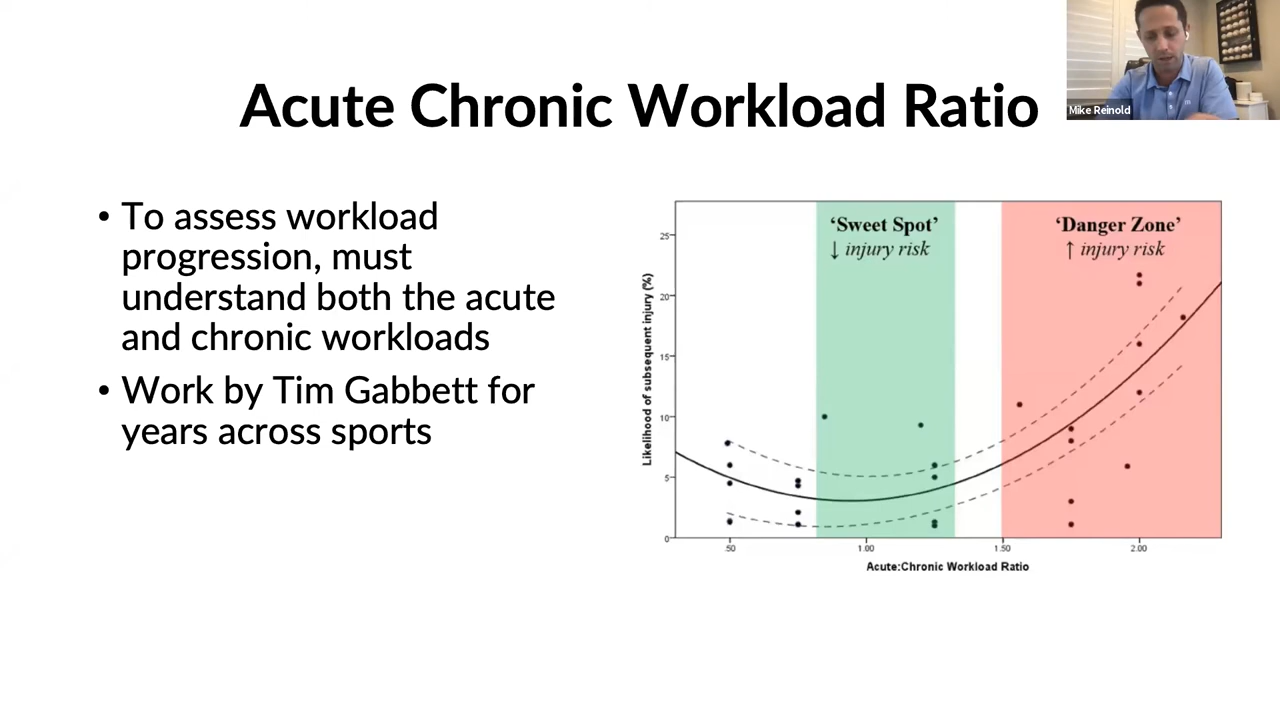 Acute Chronic Workload Ratio
Mike Reinold
• To assess workload
progression, must
understand both the acute
and chronic workloads
• Work by Tim Gabbett for
years across sports
‘Sweet Spot’
↓ injury risk
‘Danger Zone’
↑ injury risk
Likelihood of subsequent injury (%)
25
20
15
10
5
0
.50
1.00
1.50
2.00
Acute:Chronic Workload Ratio